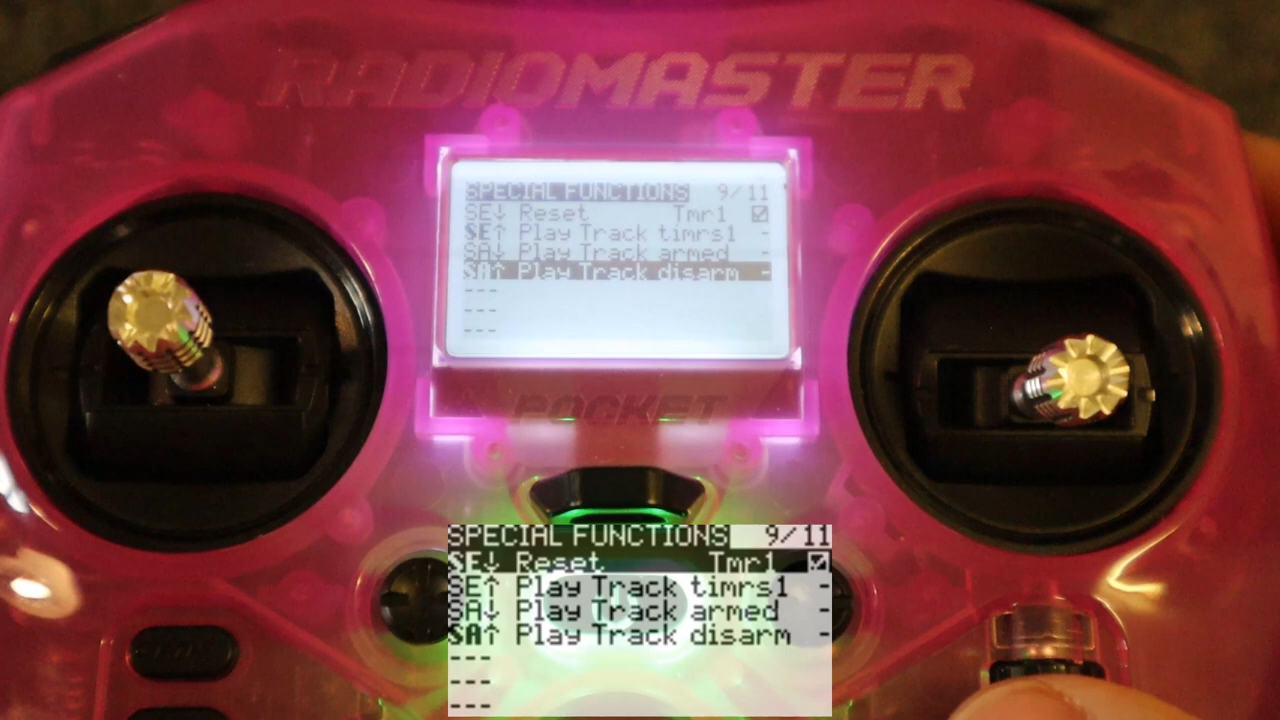 RADIOMASTER
SPECIAL FUNCTIONS 9/11
SE↓ Reset Tmr1 ☑
SE↑ Play Track timrs1 -
SA↓ Play Track armed -
SA↑ Play Track disarm -
---
---
---
POCKET
SPECIAL FUNCTIONS 9/11
SE↓ Reset Tmr1 ☑
SE↑ Play Track timrs1 -
SA↓ Play Track armed -
SA↑ Play Track disarm -
---
---
---